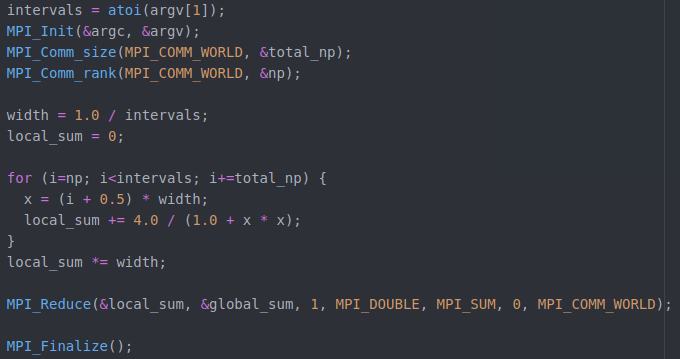 intervals = atoi(argv[1]);
MPI_Init(&argc, &argv);
MPI_Comm_size(MPI_COMM_WORLD, &total_np);
MPI_Comm_rank(MPI_COMM_WORLD, &np);

width = 1.0 / intervals;
local_sum = 0;

for (i=np; i<intervals; i+=total_np) {
  x = (i + 0.5) * width;
  local_sum += 4.0 / (1.0 + x * x);
}
local_sum *= width;

MPI_Reduce(&local_sum, &global_sum, 1, MPI_DOUBLE, MPI_SUM, 0, MPI_COMM_WORLD);

MPI_Finalize();